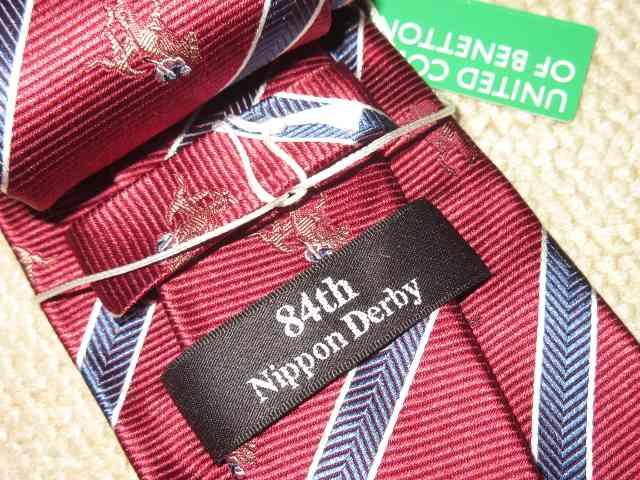 UNITED CO
OF BENETTON
84th
Nippon Derby